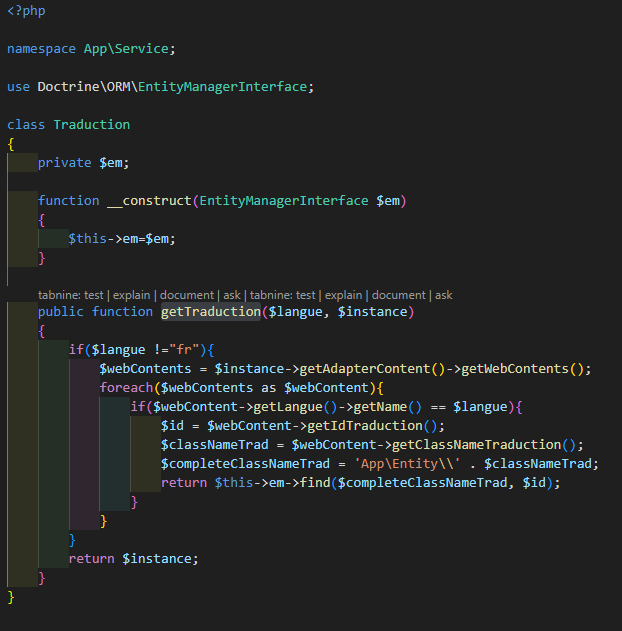 <?php
namespace App\Service;
use Doctrine\ORM\EntityManagerInterface;
class Traduction
{
private $em;
function __construct(EntityManagerInterface $em)
{
$this->em=$em;
}
tabnine: test | explain | document | ask | tabnine: test | explain | document | ask
public function getTraduction($langue, $instance)
{
if($langue !="fr"){
$webContents = $instance->getAdapterContent()->getWebContents();
foreach($webContents as $webContent){
if($webContent->getLangue()->getName() == $langue){
$id = $webContent->getIdTraduction();
$classNameTrad = $webContent->getClassNameTraduction();
$completeClassNameTrad = 'App\Entity\\' . $classNameTrad;
return $this->em->find($completeClassNameTrad, $id);
}
}
}
return $instance;
}
}